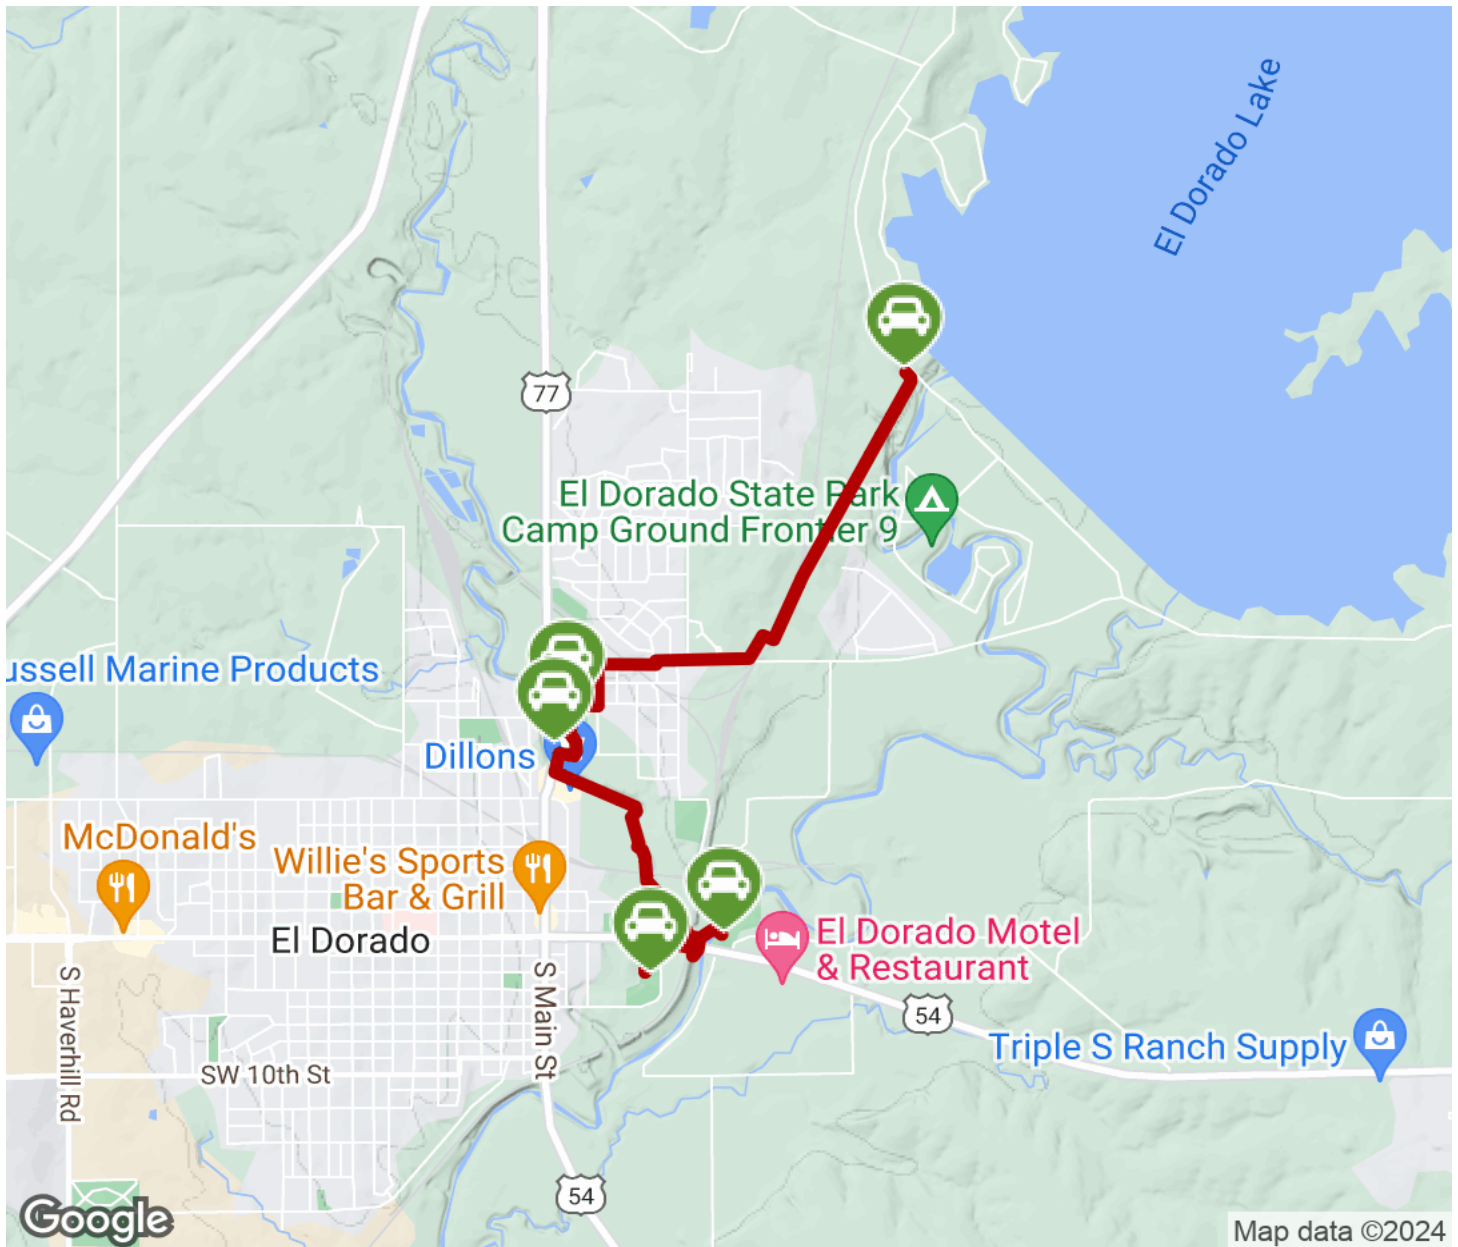 El Dorado Lake
77
El Dorado State Park
Camp Ground Frontier 9
ussell Marine Products
Dillons
McDonald's
Willie's Sports
Bar & Grill
El Dorado
El Dorado Motel
& Restaurant
S Haverhill Rd
S Main St
54
Triple S Ranch Supply
SW 10th St
54
Google
Map data ©2024